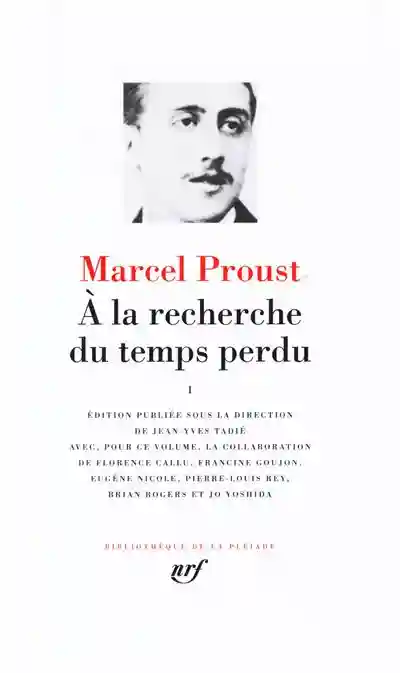 Marcel Proust
À la recherche
du temps perdu
I
ÉDITION PUBLIÉE SOUS LA DIRECTION
DE JEAN-YVES TADIÉ
AVEC, POUR CE VOLUME, LA COLLABORATION
DE FLORENCE CALLU, FRANCINE GOUJON,
EUGÈNE NICOLE, PIERRE-LOUIS REY,
BRIAN ROGERS ET JO YOSHIDA
BIBLIOTHÈQUE DE LA PLÉIADE
nrf